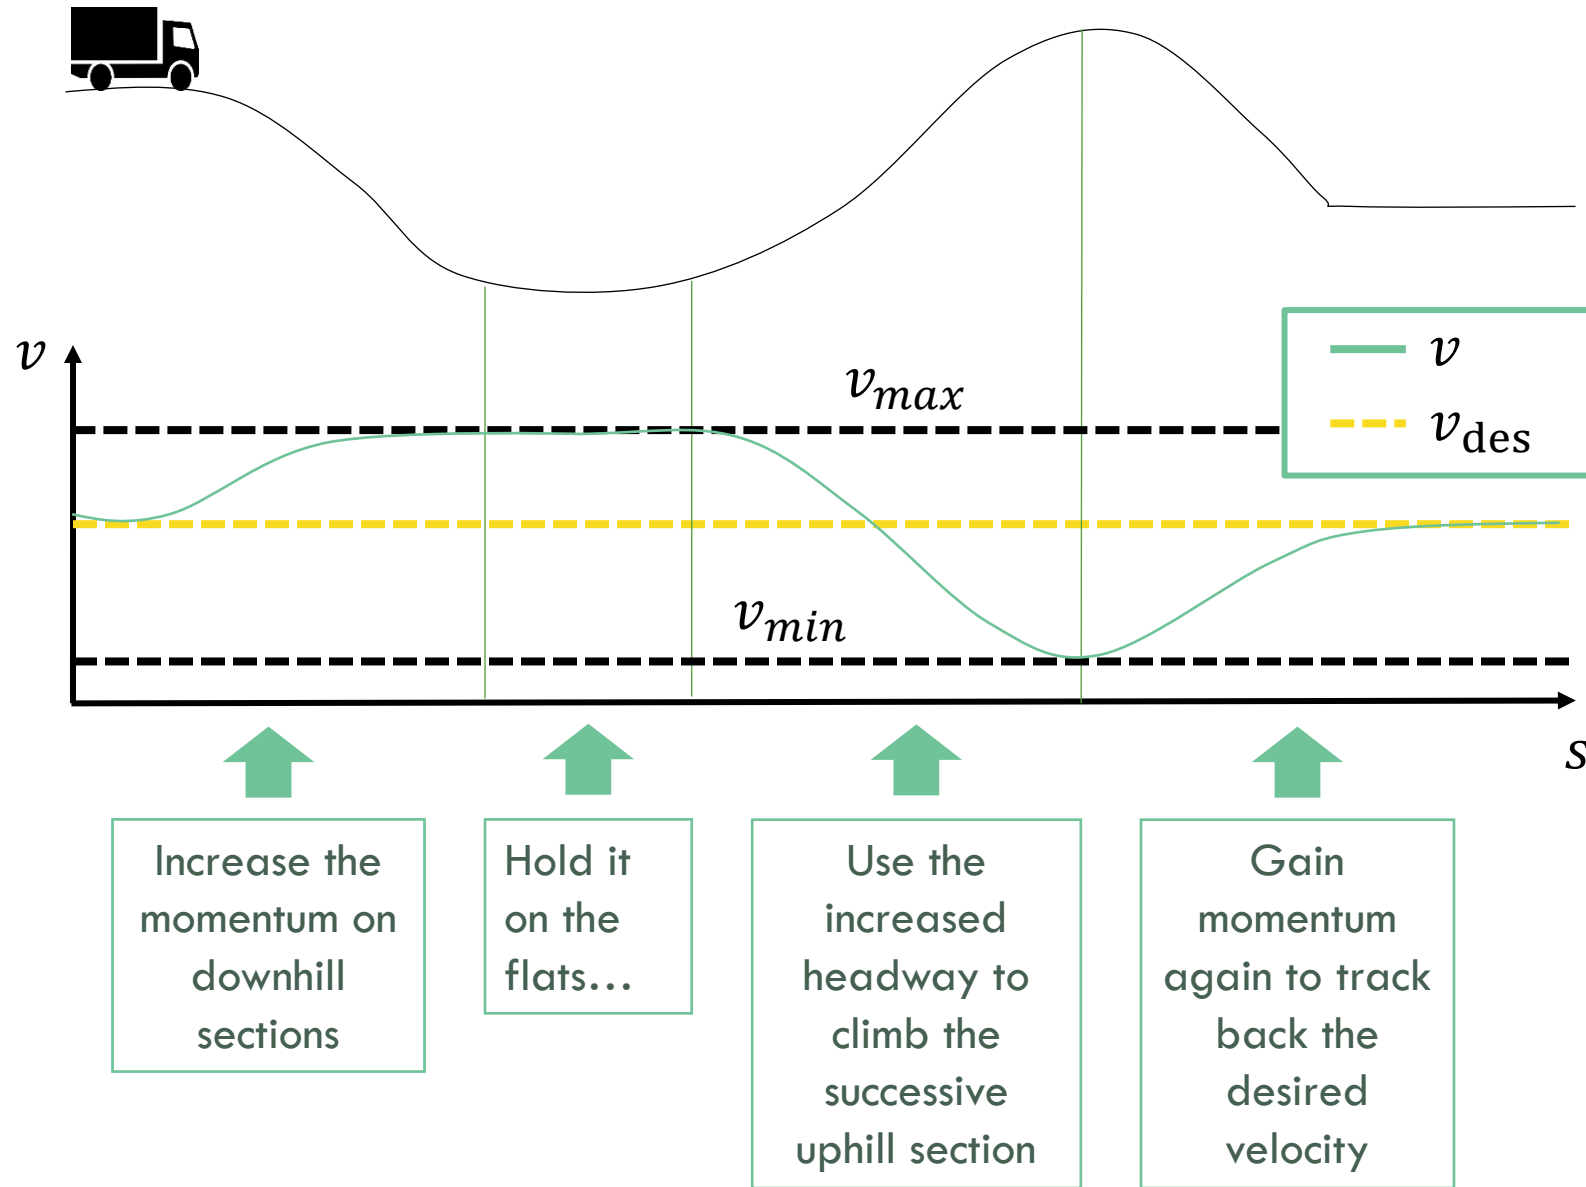 v
v_max
v
v_des
v_min
s
Increase the
momentum on
downhill
sections
Hold it
on the
flats…
Use the
increased
headway to
climb the
successive
uphill section
Gain
momentum
again to track
back the
desired
velocity